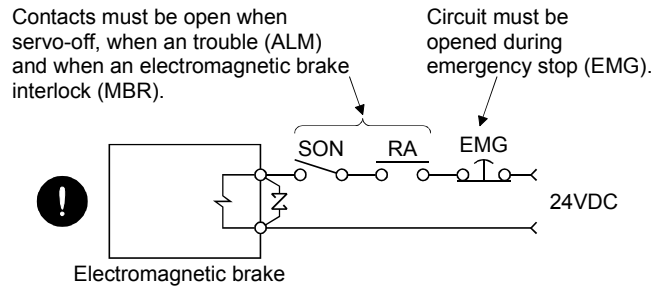 Contacts must be open when
servo-off, when an trouble (ALM)
and when an electromagnetic brake
interlock (MBR).
Circuit must be
opened during
emergency stop (EMG).
SON
RA
EMG
24VDC
Electromagnetic brake